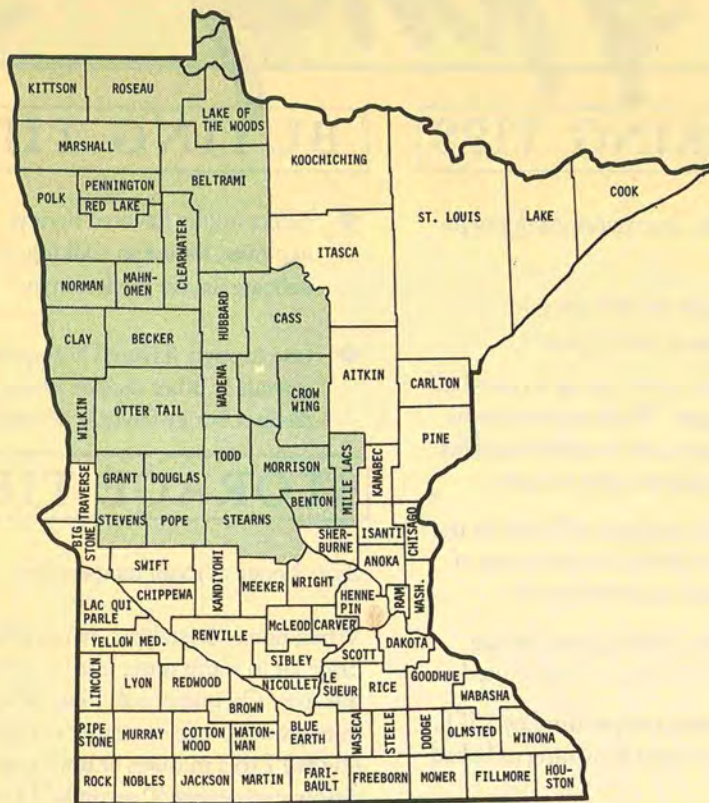 KITTSON
ROSEAU
LAKE OF
THE WOODS
MARSHALL
KOOCHICHING
BELTRAMI
PENNINGTON
POLK
RED LAKE
CLEARWATER
ST. LOUIS
LAKE
COOK
ITASCA
NORMAN
MAHN-
OMEN
HUBBARD
CASS
CLAY
BECKER
AITKIN
CARLTON
WADENA
CROW
WING
WILKIN
OTTER TAIL
PINE
TODD
MORRISON
MILLE LACS
KANABEC
GRANT
DOUGLAS
TRAVERSE
BENTON
STEVENS
POPE
STEARNS
BIG
STONE
SHER-
BURNE
ISANTI
CHISAGO
SWIFT
KANDIYOHI
MEEKER
WRIGHT
ANOKA
CHIPPEWA
HENNE
PIN
RAM
WASH.
LAC QUI
PARLE
RENVILLE
McLEOD
CARVER
YELLOW MED.
SCOTT
DAKOTA
SIBLEY
LINCOLN
LYON
REDWOOD
NICOLLET
LE
SUEUR
RICE
GOODHUE
WABASHA
BROWN
PIPE
STONE
MURRAY
COTTON
WOOD
WATON-
WAN
BLUE
EARTH
WASECA
STEELE
DODGE
OLMSTED
WINONA
ROCK
NOBLES
JACKSON
MARTIN
FARI-
BAULT
FREEBORN
MOWER
FILLMORE
HOU-
STON